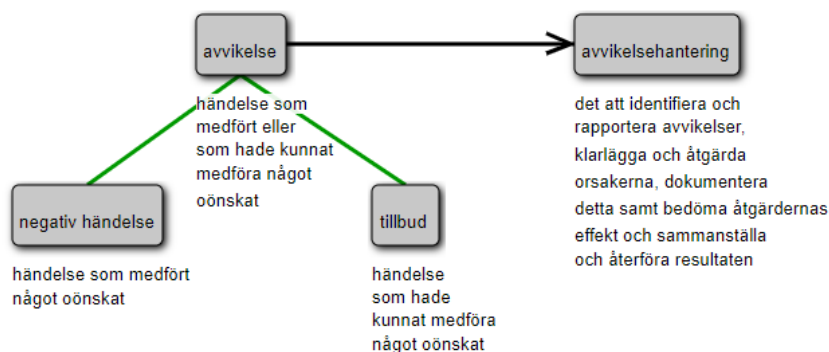 avvikelse
händelse som
medfört eller
som hade kunnat
medföra något
oönskat
avvikelsehantering
det att identifiera och
rapportera avvikelser,
klarlägga och åtgärda
orsakerna, dokumentera
detta samt bedöma åtgärdernas
effekt och sammanställa
och återföra resultaten
negativ händelse
händelse som medfört
något oönskat
tillbud
händelse
som hade
kunnat medföra
något oönskat